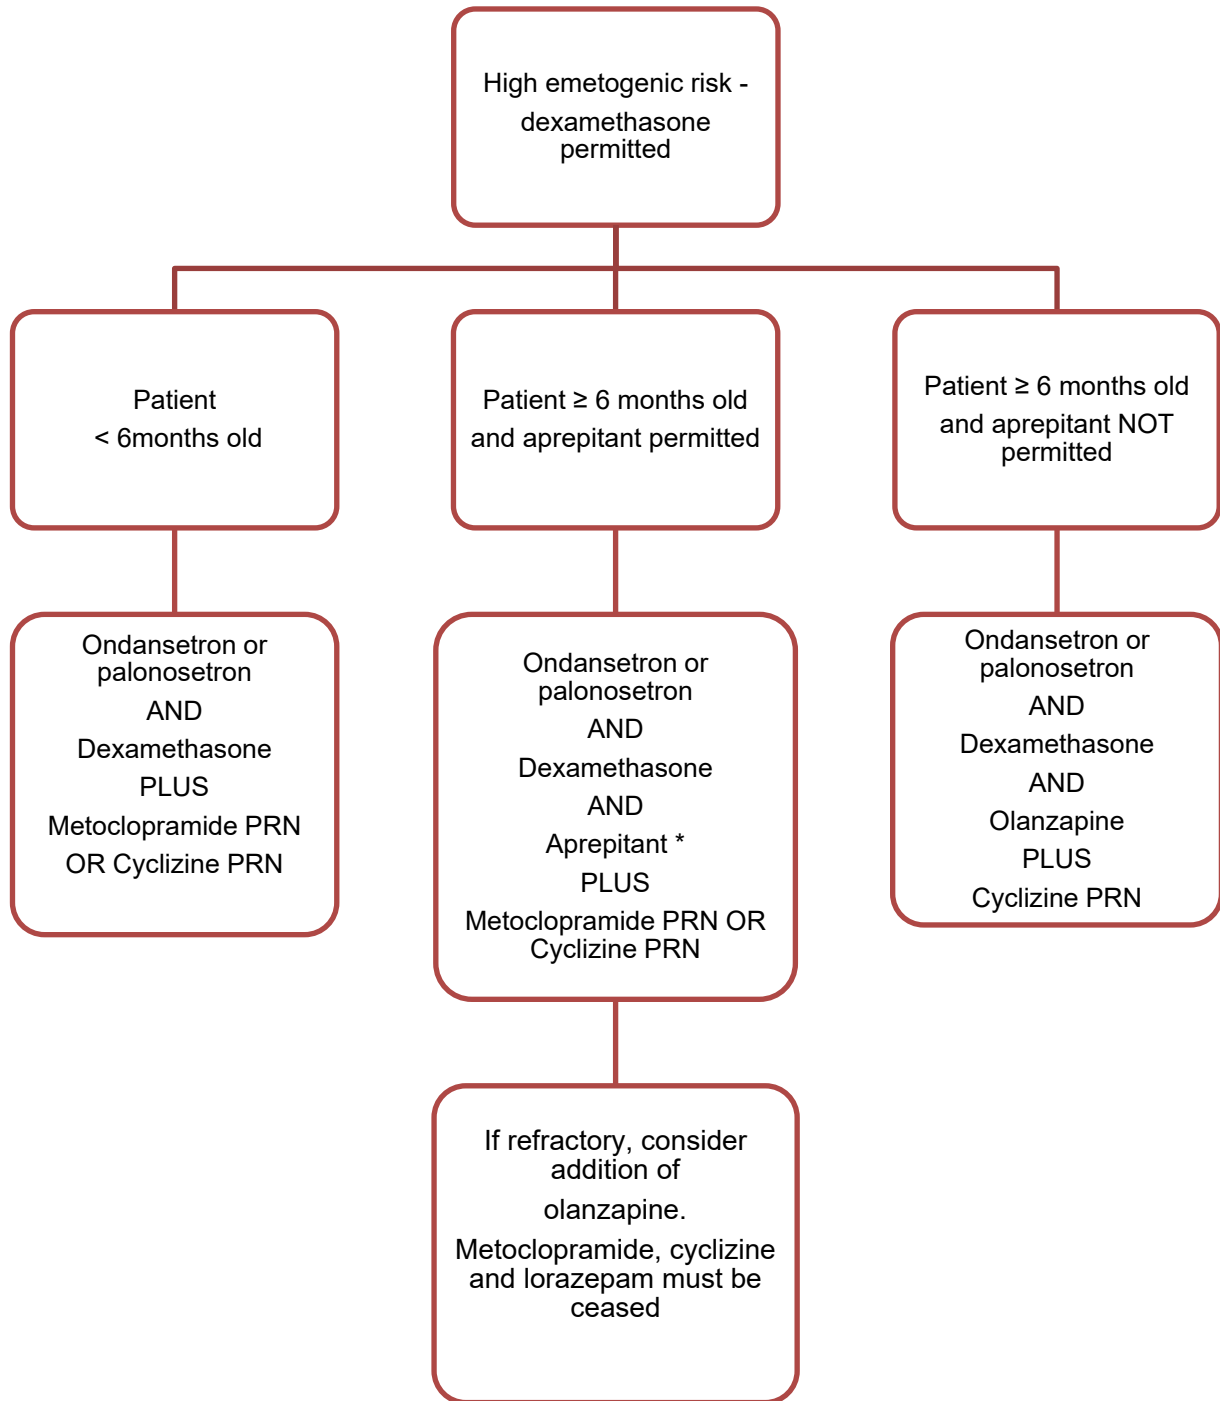 High emetogenic risk -
dexamethasone
permitted
Patient
< 6months old
Patient ≥ 6 months old
and aprepitant permitted
Patient ≥ 6 months old
and aprepitant NOT
permitted
Ondansetron or
palonosetron
AND
Dexamethasone
PLUS
Metoclopramide PRN
OR Cyclizine PRN
Ondansetron or
palonosetron
AND
Dexamethasone
AND
Aprepitant *
PLUS
Metoclopramide PRN OR
Cyclizine PRN
Ondansetron or
palonosetron
AND
Dexamethasone
AND
Olanzapine
PLUS
Cyclizine PRN
If refractory, consider
addition of
olanzapine.
Metoclopramide, cyclizine
and lorazepam must be
ceased